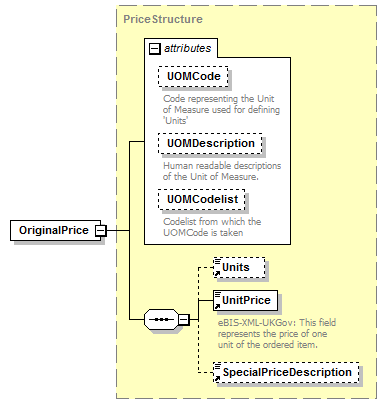 PriceStructure
attributes
UOMCode
Code representing the Unit
of Measure used for defining
'Units'
UOMDescription
Human readable descriptions
of the Unit of Measure.
UOMCodelist
Codelist from which the
UOMCode is taken
OriginalPrice
Units
UnitPrice
eBIS-XML-UKGov: This field
represents the price of one
unit of the ordered item.
SpecialPriceDescription